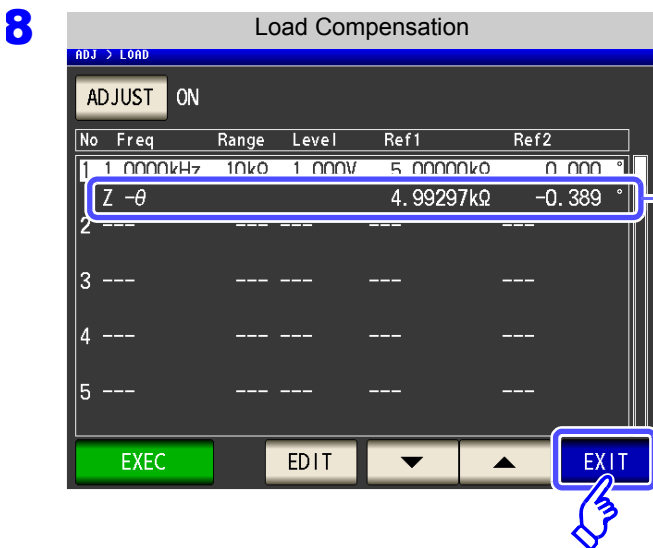 8
Load Compensation
ADJ > LOAD
ADJUST ON
No Freq Range Level Ref1 Ref2
1 1.0000kHz 10kΩ 1.000V 5.00000kΩ 0.000 °
Z -θ 4.99297kΩ -0.389 °
2 --- --- --- --- ---
3 --- --- --- --- ---
4 --- --- --- --- ---
5 --- --- --- --- ---
EXEC EDIT ▼ ▲ EXIT